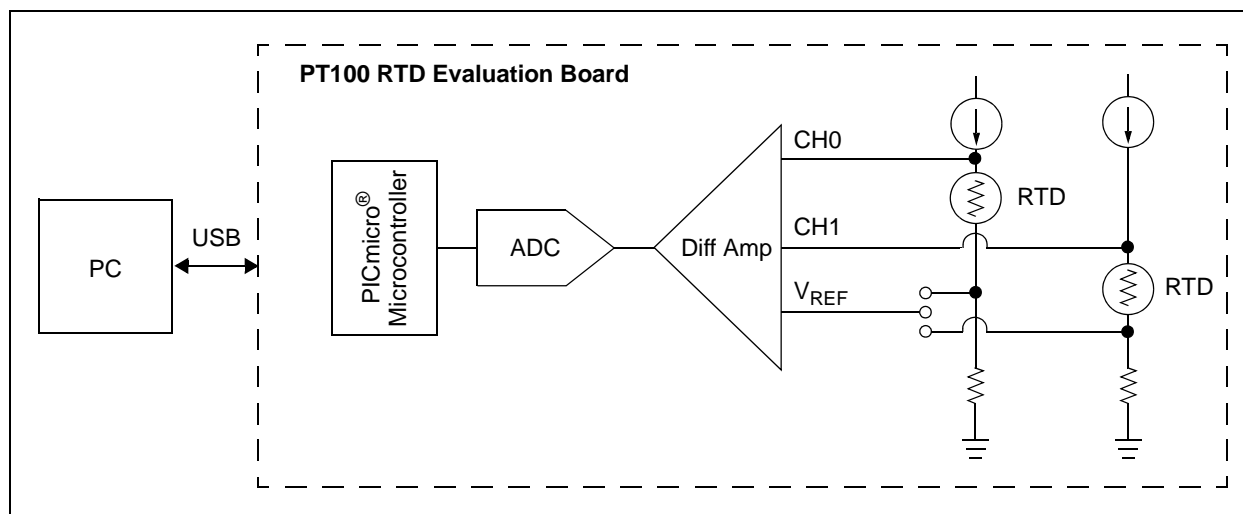 PT100 RTD Evaluation Board
PC
USB
PICmicro®
Microcontroller
ADC
Diff Amp
CH0
CH1
VREF
RTD
RTD